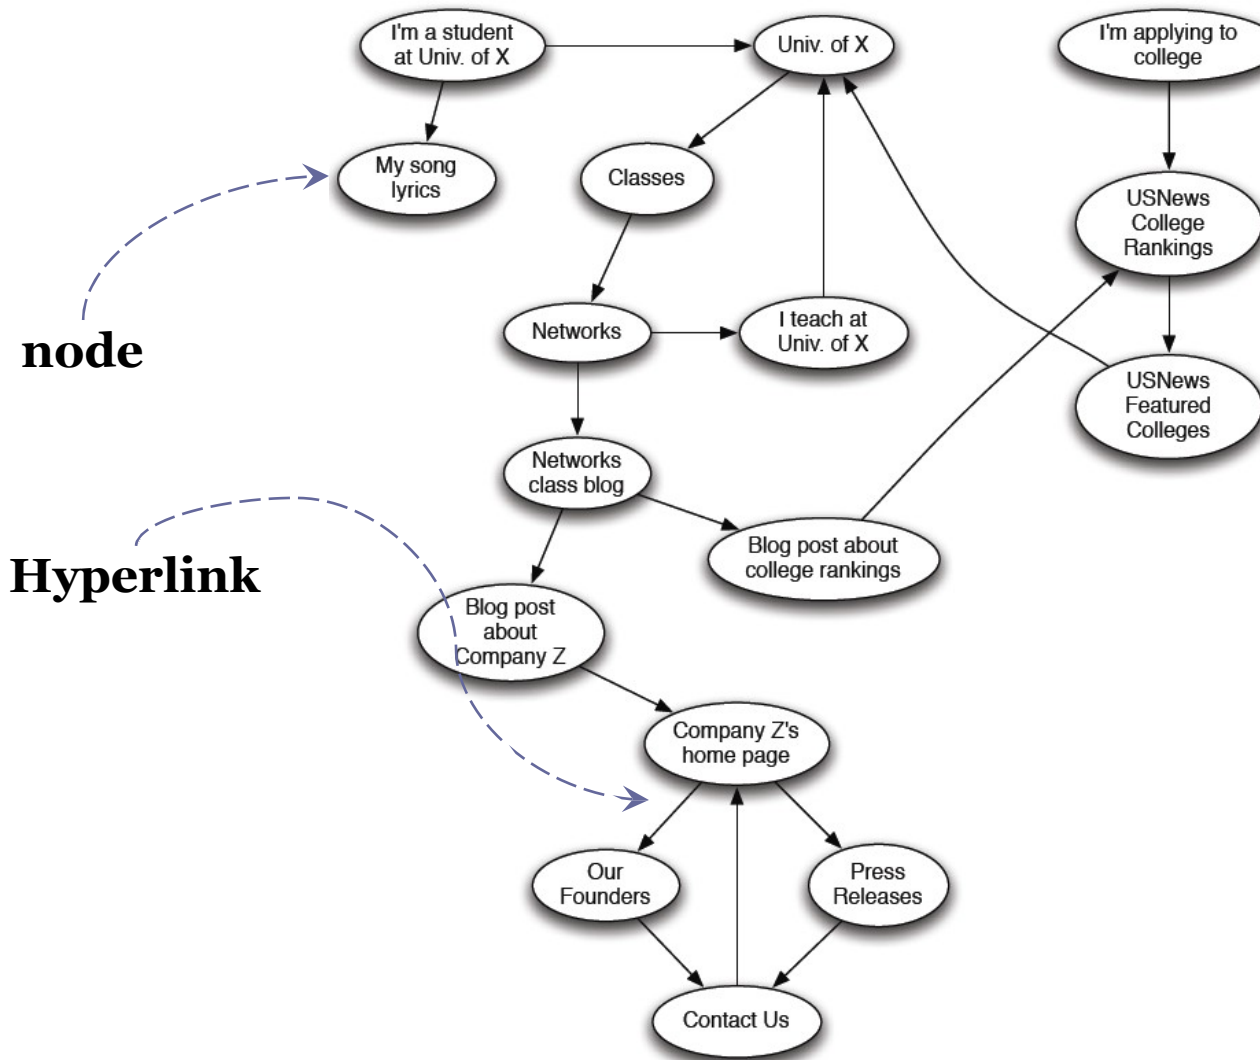 I'm a student
at Univ. of X
Univ. of X
I'm applying to
college
My song
lyrics
Classes
USNews
College
Rankings
node
Networks
I teach at
Univ. of X
USNews
Featured
Colleges
Networks
class blog
Hyperlink
Blog post about
college rankings
Blog post
about
Company Z
Company Z's
home page
Our
Founders
Press
Releases
Contact Us